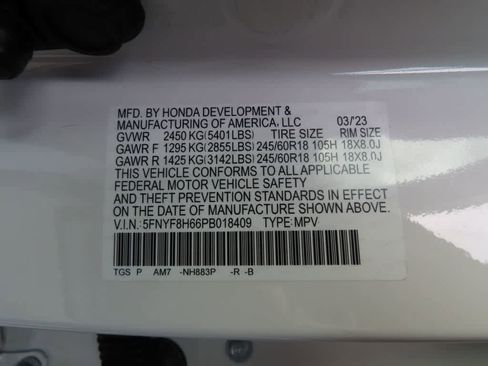 MFD. BY HONDA DEVELOPMENT &
MANUFACTURING OF AMERICA, LLC 03/'23
GVWR 2450 KG(5401LBS) TIRE SIZE RIM SIZE
GAWR F 1295 KG(2855LBS) 245/60R18 105H 18X8.0J
GAWR R 1425 KG(3142LBS) 245/60R18 105H 18X8.0J
THIS VEHICLE CONFORMS TO ALL APPLICABLE
FEDERAL MOTOR VEHICLE SAFETY
AND THEFT PREVENTION STANDARDS IN EFFECT
ON THE DATE OF MANUFACTURE SHOWN ABOVE.
V.I.N.:5FNYF8H66PB018409 TYPE:MPV
TGS P AM7 -NH883P -R -B